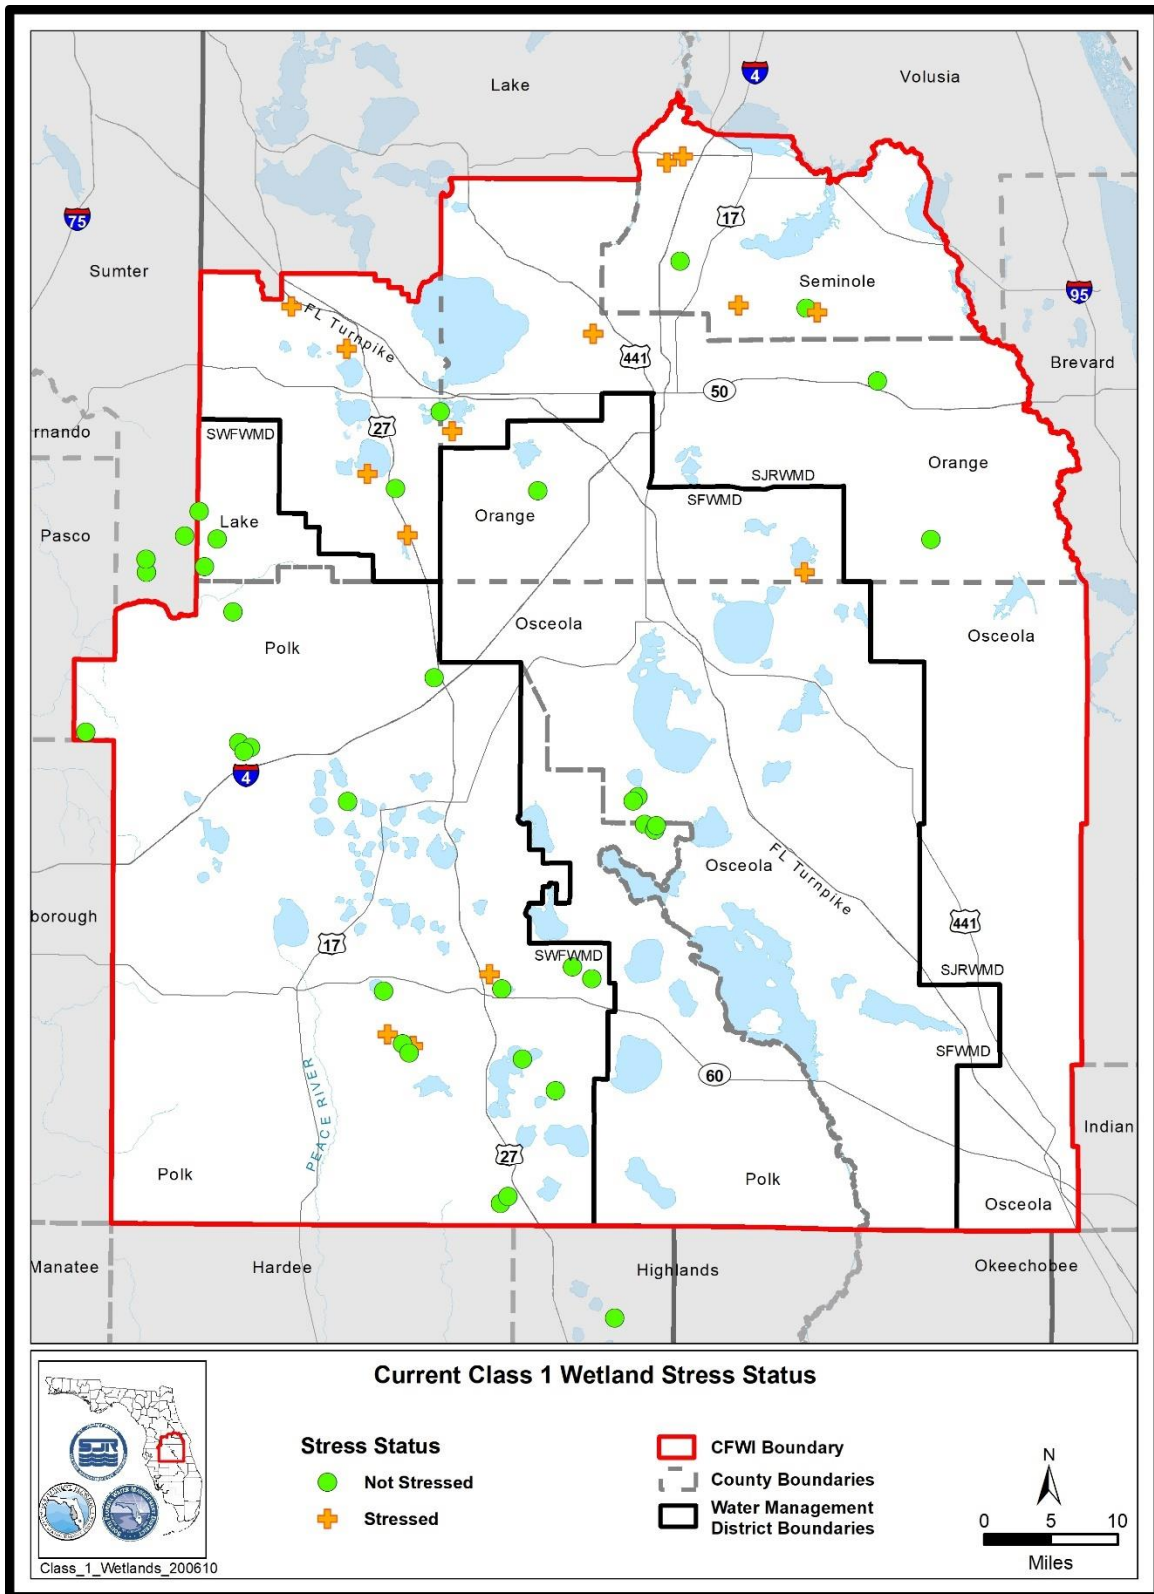 Lake
Volusia
4
75
17
Sumter
Seminole
95
FL Turnpike
441
Brevard
50
27
rnando
SWFWMD
Orange
SJRWMD
SFWMD
Lake
Orange
Pasco
Osceola
Osceola
Polk
4
Osceola
FL Turnpike
borough
441
17
SWFWMD
SJRWMD
SFWMD
60
PEACE RIVER
Indian
27
Polk
Polk
Osceola
Manatee
Hardee
Highlands
Okeechobee
Current Class 1 Wetland Stress Status
Stress Status
Not Stressed
Stressed
CFWI Boundary
County Boundaries
Water Management
District Boundaries
N
0 5 10
Miles
SJR
Class_1_Wetlands_200610